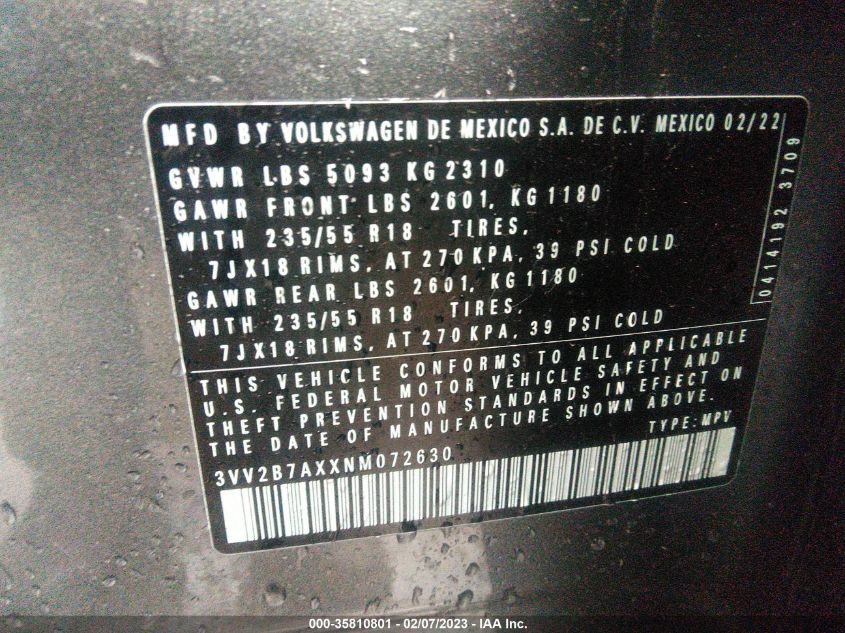 MFD BY VOLKSWAGEN DE MEXICO S.A. DE C.V. MEXICO 02/22
GVWR LBS 5093 KG 2310
GAWR FRONT LBS 2601, KG 1180
WITH 235/55 R18 TIRES,
7JX18 RIMS, AT 270 KPA, 39 PSI COLD
GAWR REAR LBS 2601, KG 1180
WITH 235/55 R18 TIRES,
7JX18 RIMS, AT 270 KPA, 39 PSI COLD
0414192 3709
THIS VEHICLE CONFORMS TO ALL APPLICABLE
U.S. FEDERAL MOTOR VEHICLE SAFETY AND
THEFT PREVENTION STANDARDS IN EFFECT ON
THE DATE OF MANUFACTURE SHOWN ABOVE.
TYPE: MPV
3VV2B7AXXNM072630
000-35810801 - 02/07/2023 - IAA Inc.